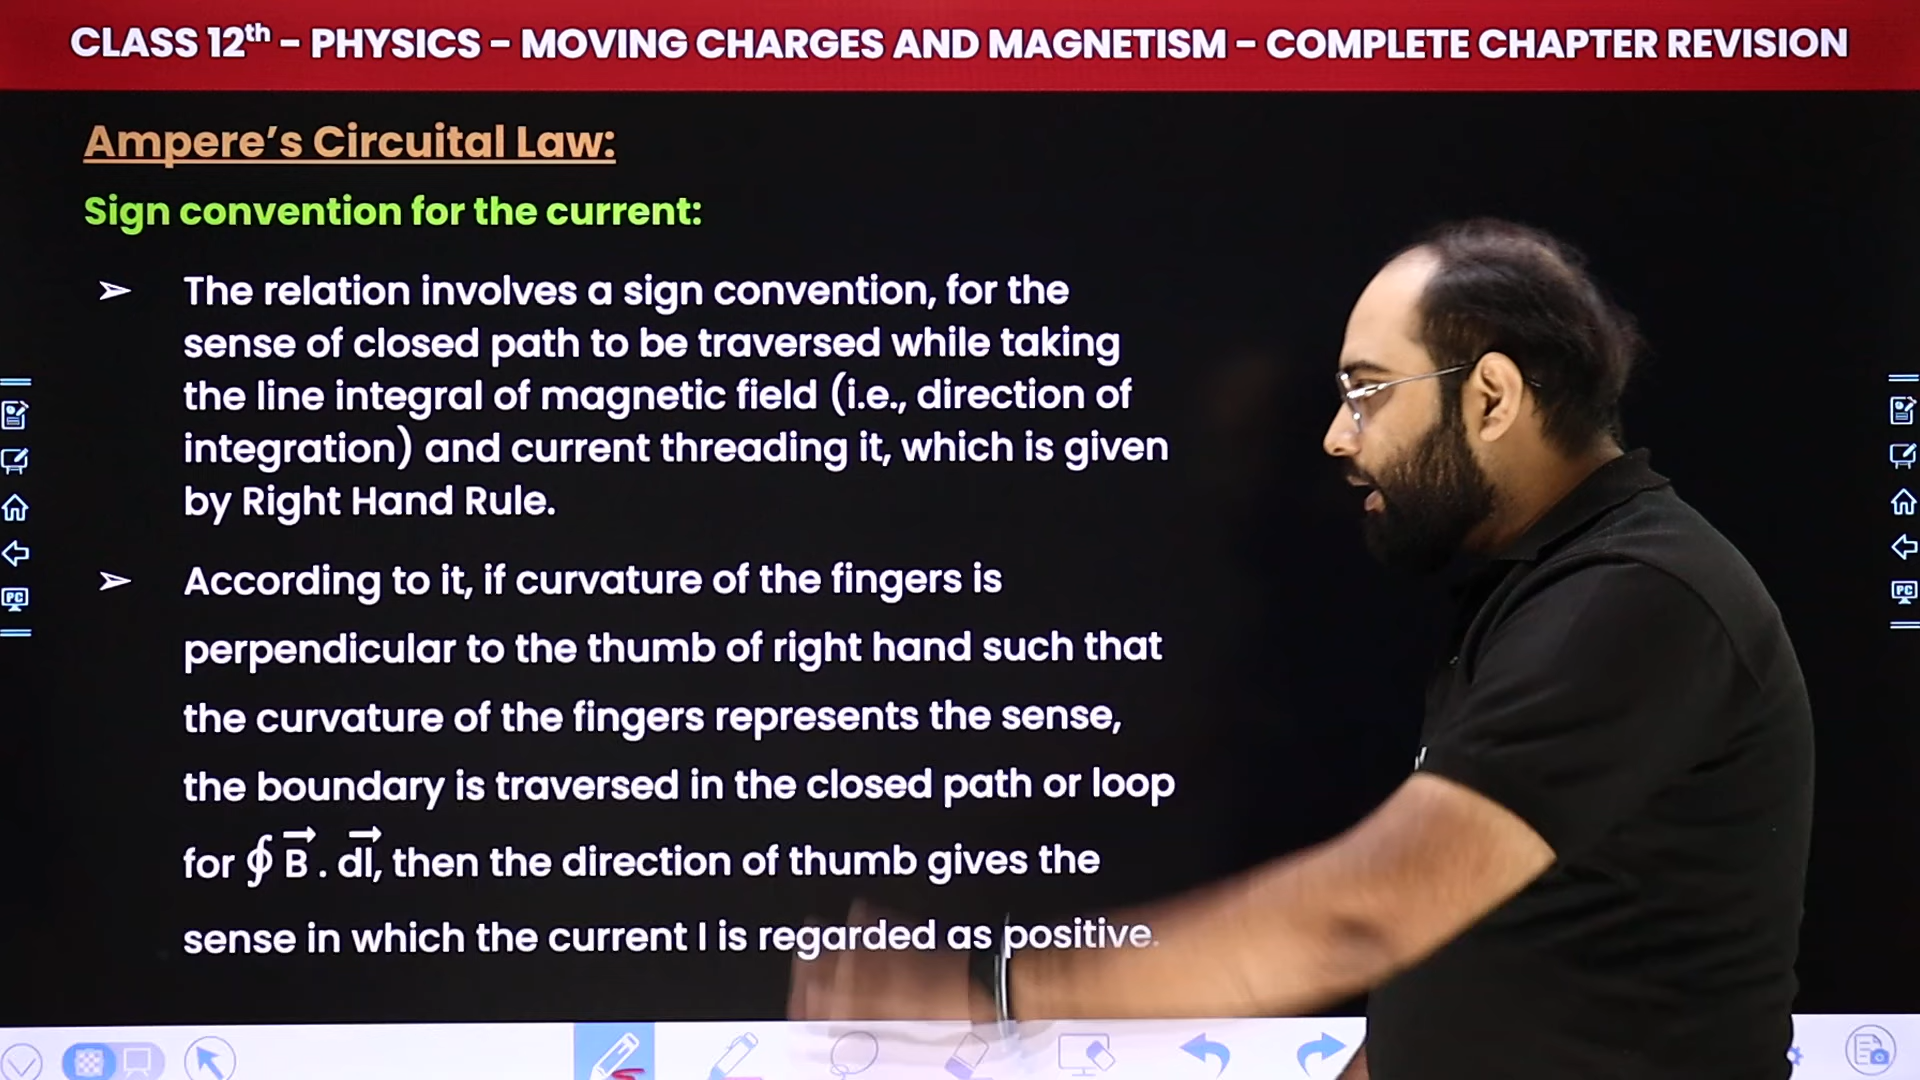 CLASS 12th – PHYSICS – MOVING CHARGES AND MAGNETISM – COMPLETE CHAPTER REVISION
Ampere's Circuital Law:
Sign convention for the current:
➢ The relation involves a sign convention, for the
sense of closed path to be traversed while taking
the line integral of magnetic field (i.e., direction of
integration) and current threading it, which is given
by Right Hand Rule.
➢ According to it, if curvature of the fingers is
perpendicular to the thumb of right hand such that
the curvature of the fingers represents the sense,
the boundary is traversed in the closed path or loop
for ∮ B⃗ . dl⃗, then the direction of thumb gives the
sense in which the current I is regarded as positive.
PC
PC